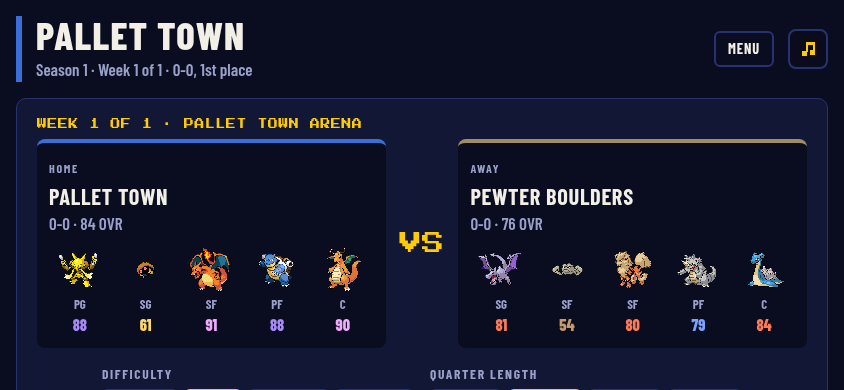 PALLET TOWN
Season 1 · Week 1 of 1 · 0-0, 1st place
MENU
WEEK 1 OF 1 · PALLET TOWN ARENA
HOME
PALLET TOWN
0-0 · 84 OVR
PG SG SF PF C
88 61 91 88 90
VS
AWAY
PEWTER BOULDERS
0-0 · 76 OVR
SG SF SF PF C
81 54 80 79 84
DIFFICULTY
QUARTER LENGTH